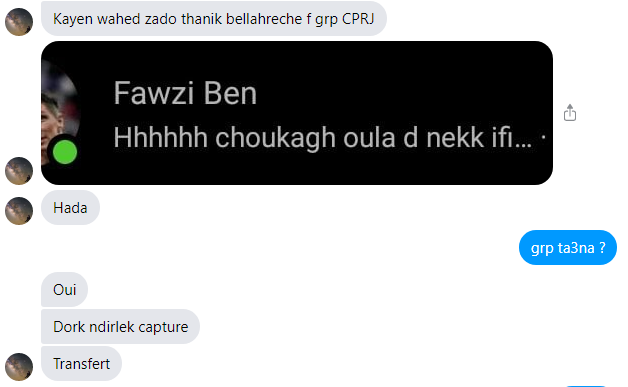 Kayen wahed zado thanik bellahreche f grp CPRJ
Fawzi Ben
Hhhhhh choukagh oula d nekk ifi... ·
Hada
grp ta3na ?
Oui
Dork ndirlek capture
Transfert